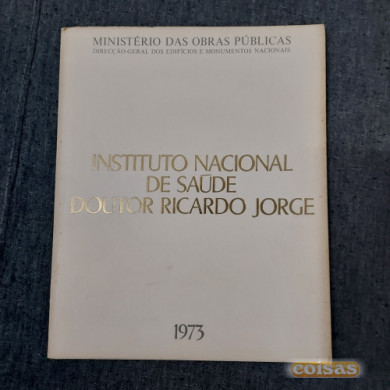 MINISTÉRIO DAS OBRAS PÚBLICAS
DIRECÇÃO-GERAL DOS EDIFÍCIOS E MONUMENTOS NACIONAIS
INSTITUTO NACIONAL
DE SAÚDE
DOUTOR RICARDO JORGE
1973
coisas